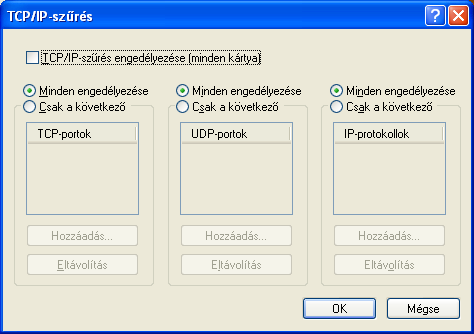 TCP/IP-szűrés
TCP/IP-szűrés engedélyezése (minden kártya)
Minden engedélyezése Minden engedélyezése Minden engedélyezése
Csak a következő Csak a következő Csak a következő
TCP-portok UDP-portok IP-protokollok
Hozzáadás... Hozzáadás... Hozzáadás...
Eltávolítás Eltávolítás Eltávolítás
OK Mégse